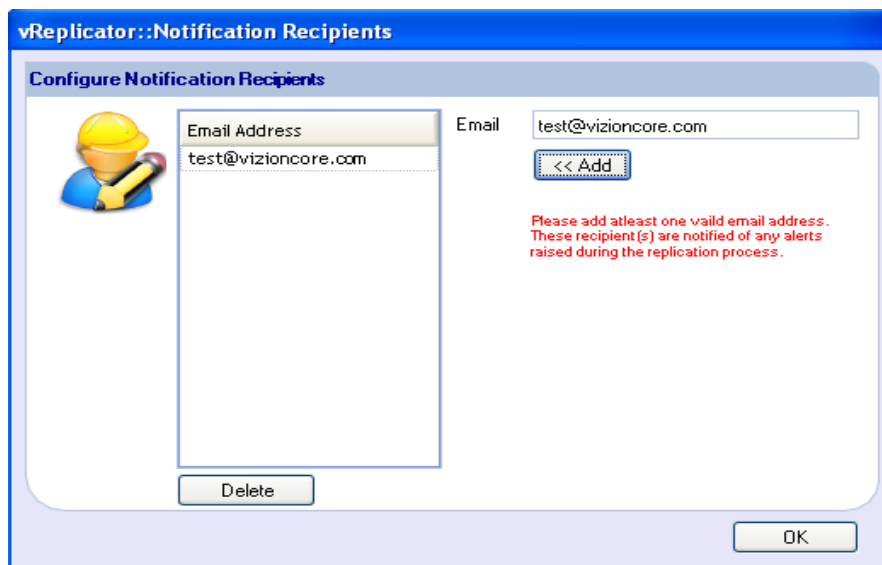 vReplicator::Notification Recipients
Configure Notification Recipients
Email Address
test@vizioncore.com
Email
test@vizioncore.com
<< Add
Please add atleast one vaild email address.
These recipient(s) are notified of any alerts
raised during the replication process.
Delete
OK